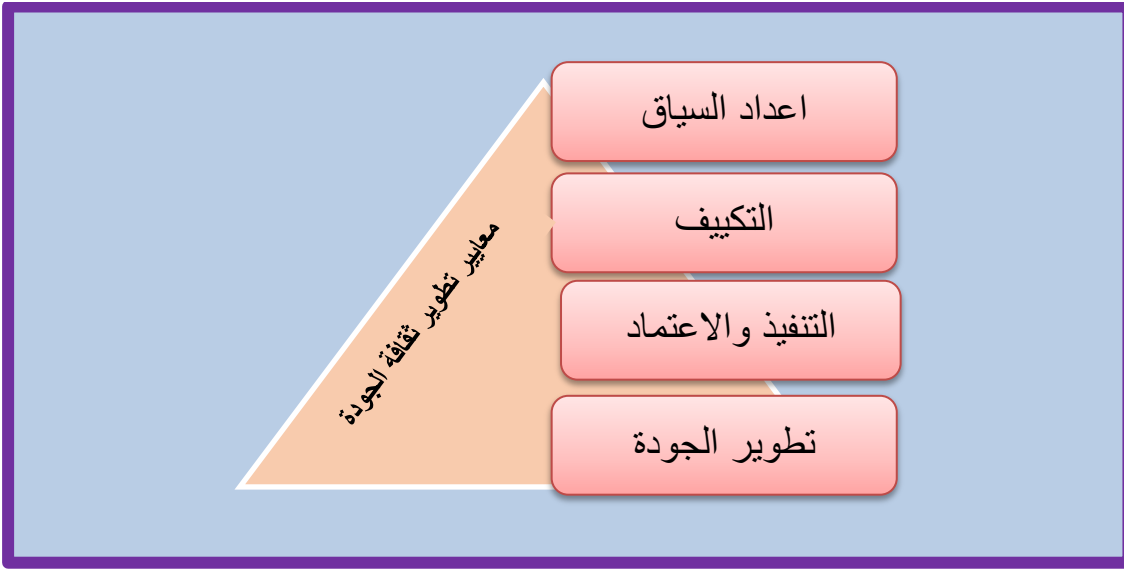 اعداد السياق
التكييف
التنفيذ والاعتماد
تطوير الجودة
معايير تطوير ثقافة الجودة